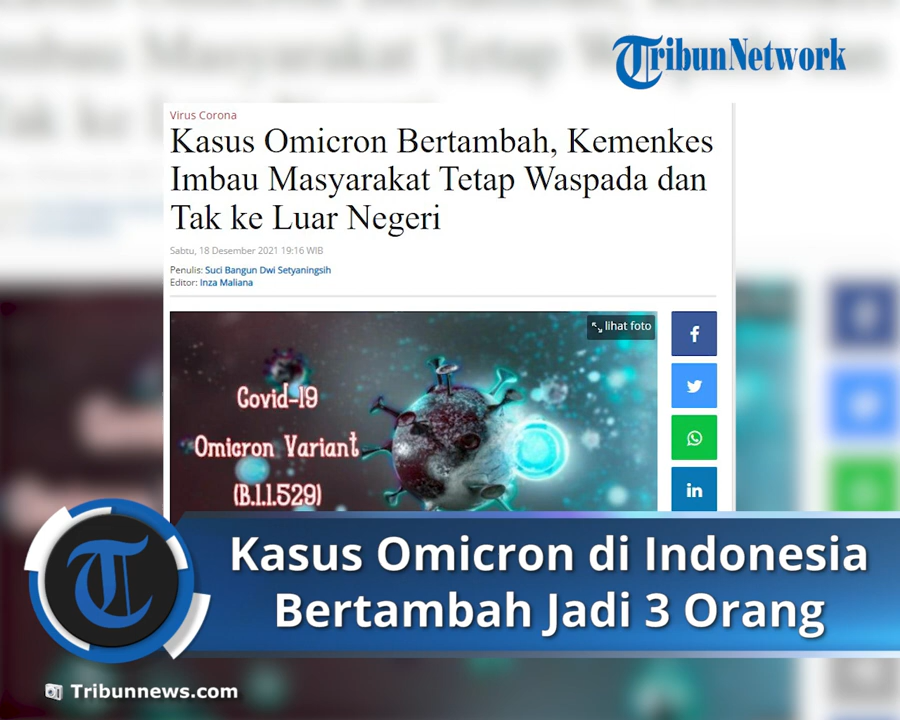 Tribun Network
Virus Corona
Kasus Omicron Bertambah, Kemenkes
Imbau Masyarakat Tetap Waspada dan
Tak ke Luar Negeri
Sabtu, 18 Desember 2021 19:16 WIB
Penulis: Suci Bangun Dwi Setyaningsih
Editor: Inza Maliana
lihat foto
Covid-19
Omicron Variant
(B.1.1.529)
Kasus Omicron di Indonesia
Bertambah Jadi 3 Orang
Tribunnews.com